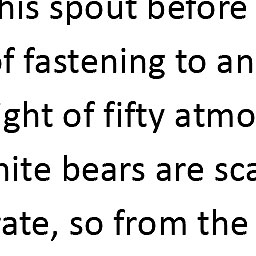 his spout before
of fastening to an
ight of fifty atmo
hite bears are sca
rate, so from the